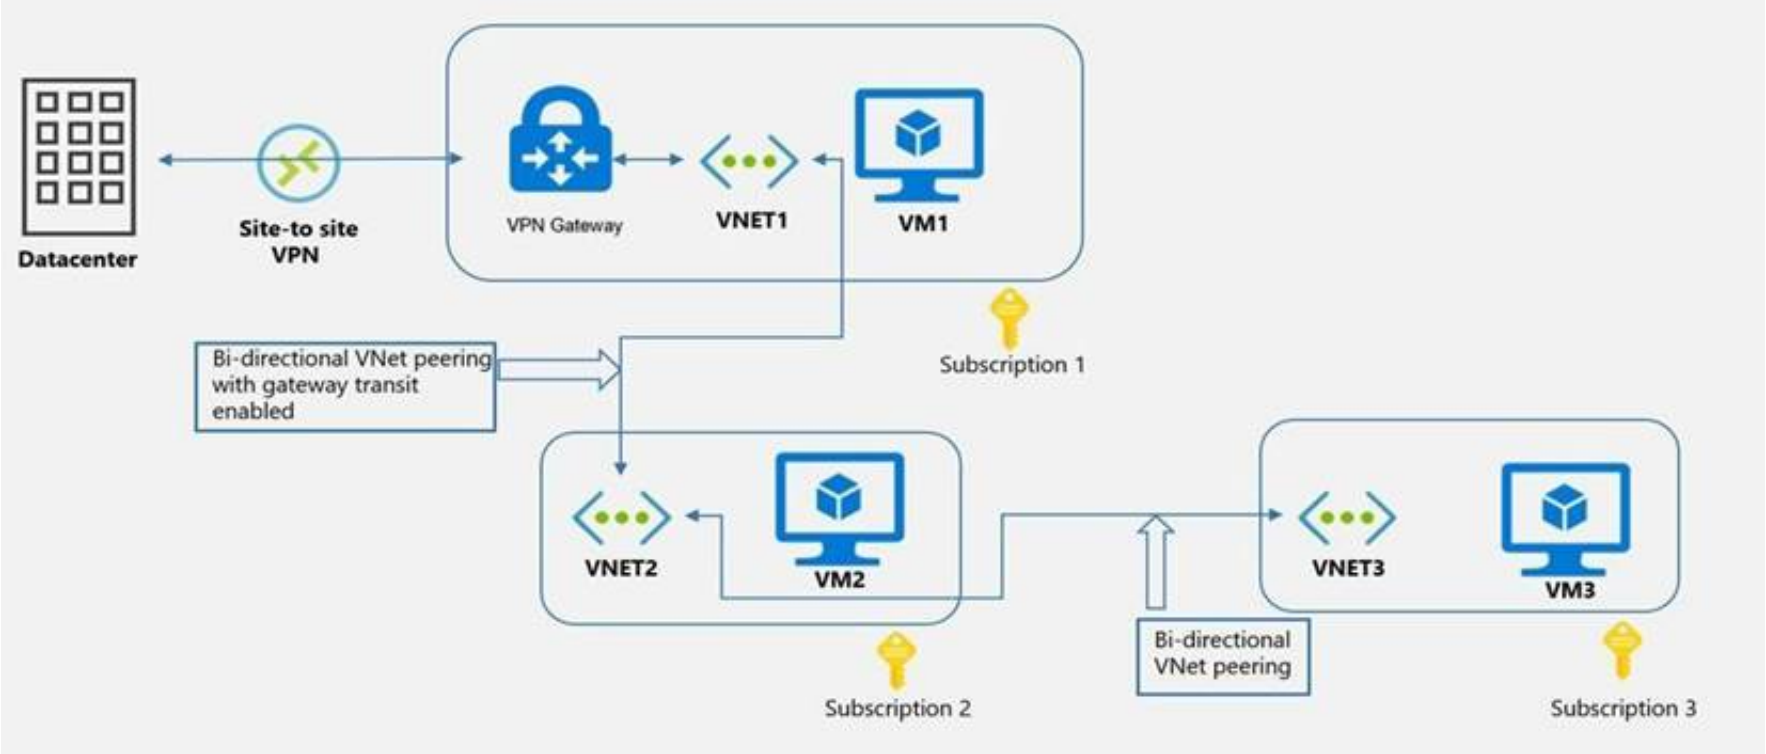 Datacenter
Site-to site
VPN
VPN Gateway
VNET1
VM1
Subscription 1
Bi-directional VNet peering
with gateway transit
enabled
VNET2
VM2
Subscription 2
Bi-directional
VNet peering
VNET3
VM3
Subscription 3